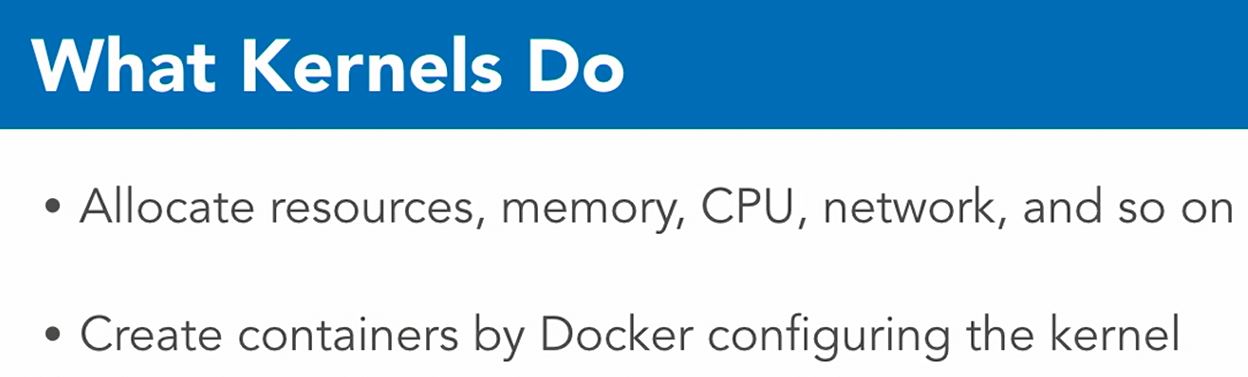 What Kernels Do
• Allocate resources, memory, CPU, network, and so on
• Create containers by Docker configuring the kernel